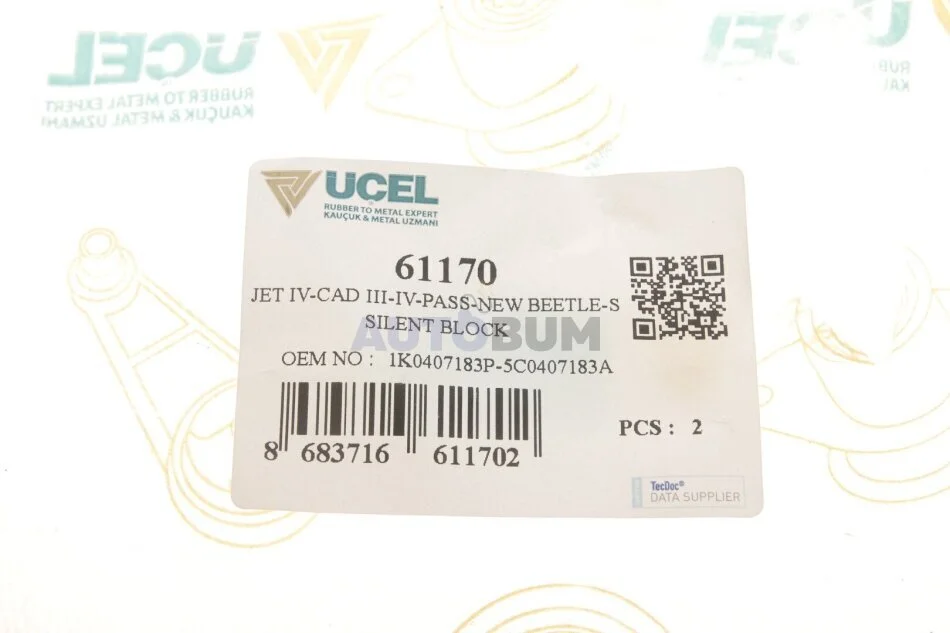 UÇEL
RUBBER TO METAL EXPERT
KAUÇUK & METAL UZMANI
UÇEL
RUBBER TO METAL EXPERT
KAUÇUK & METAL UZMANI
61170
JET IV-CAD III-IV-PASS-NEW BEETLE-S
SILENT BLOCK
AUTOBUM
OEM NO : 1K0407183P-5C0407183A
8 683716 611702
PCS : 2
TecDoc®
DATA SUPPLIER